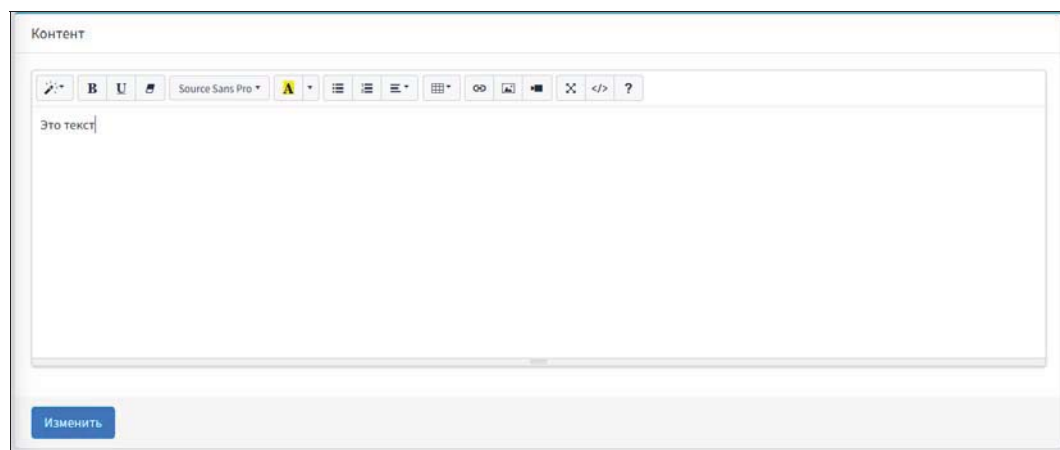 Контент
B U Source Sans Pro A </> ?
Это текст
Изменить